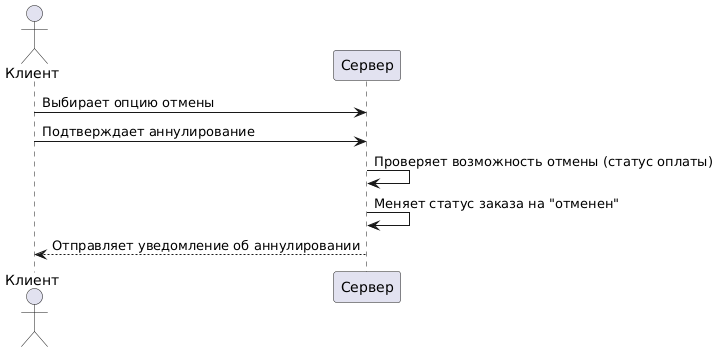 Клиент
Сервер
Выбирает опцию отмены
Подтверждает аннулирование
Проверяет возможность отмены (статус оплаты)
Меняет статус заказа на "отменен"
Отправляет уведомление об аннулировании
Клиент
Сервер